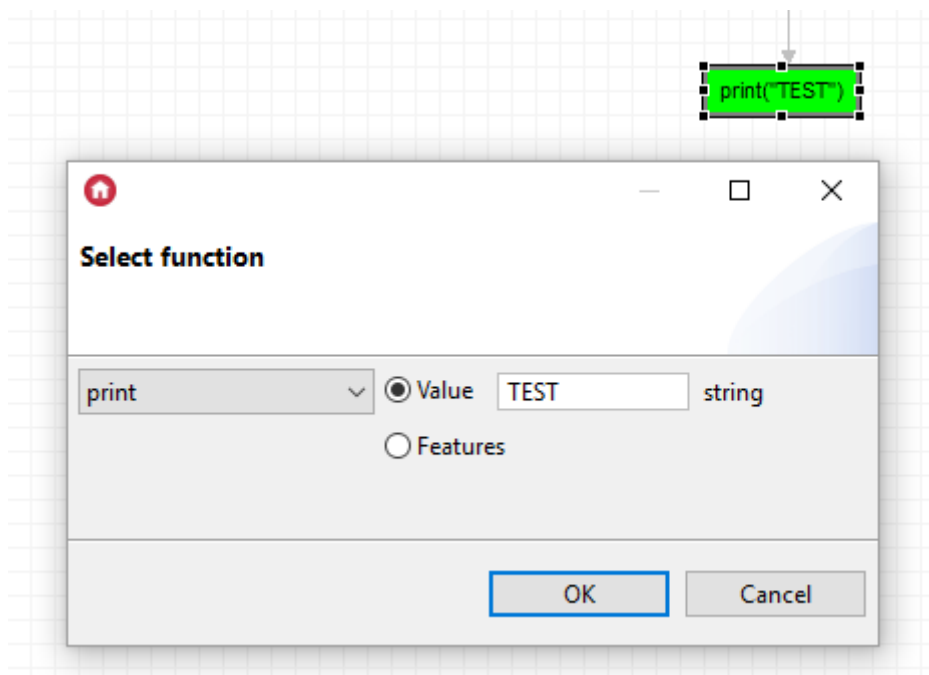 print("TEST")
Select function
print Value TEST string
Features
OK Cancel